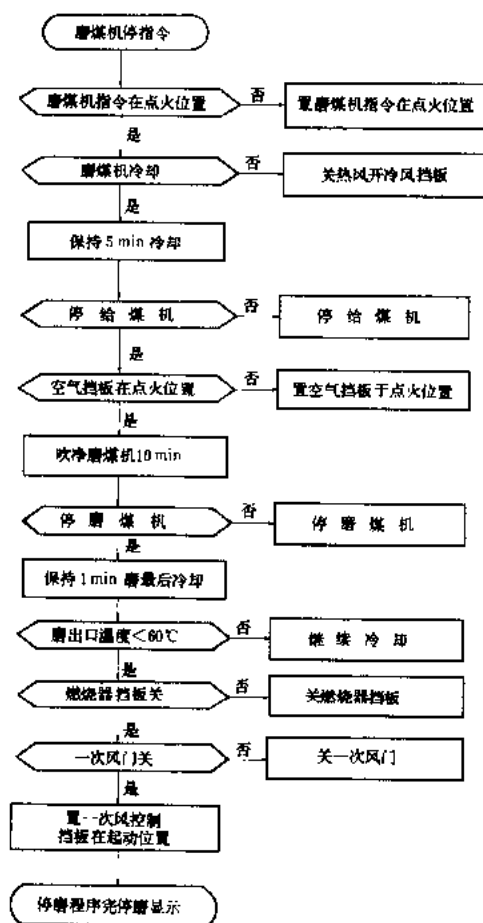 磨煤机停指令
磨煤机指令在点火位置
否
置磨煤机指令在点火位置
是
磨煤机冷却
否
关热风开冷风挡板
是
保持5min冷却
停给煤机
否
停给煤机
是
空气挡板在点火位置
否
置空气挡板于点火位置
是
吹净磨煤机10min
停磨煤机
否
停磨煤机
是
保持1min磨最后冷却
磨出口温度<60℃
否
继续冷却
是
燃烧器挡板关
否
关燃烧器挡板
是
一次风门关
否
关一次风门
是
置一次风控制
挡板在起动位置
停磨程序完停磨显示